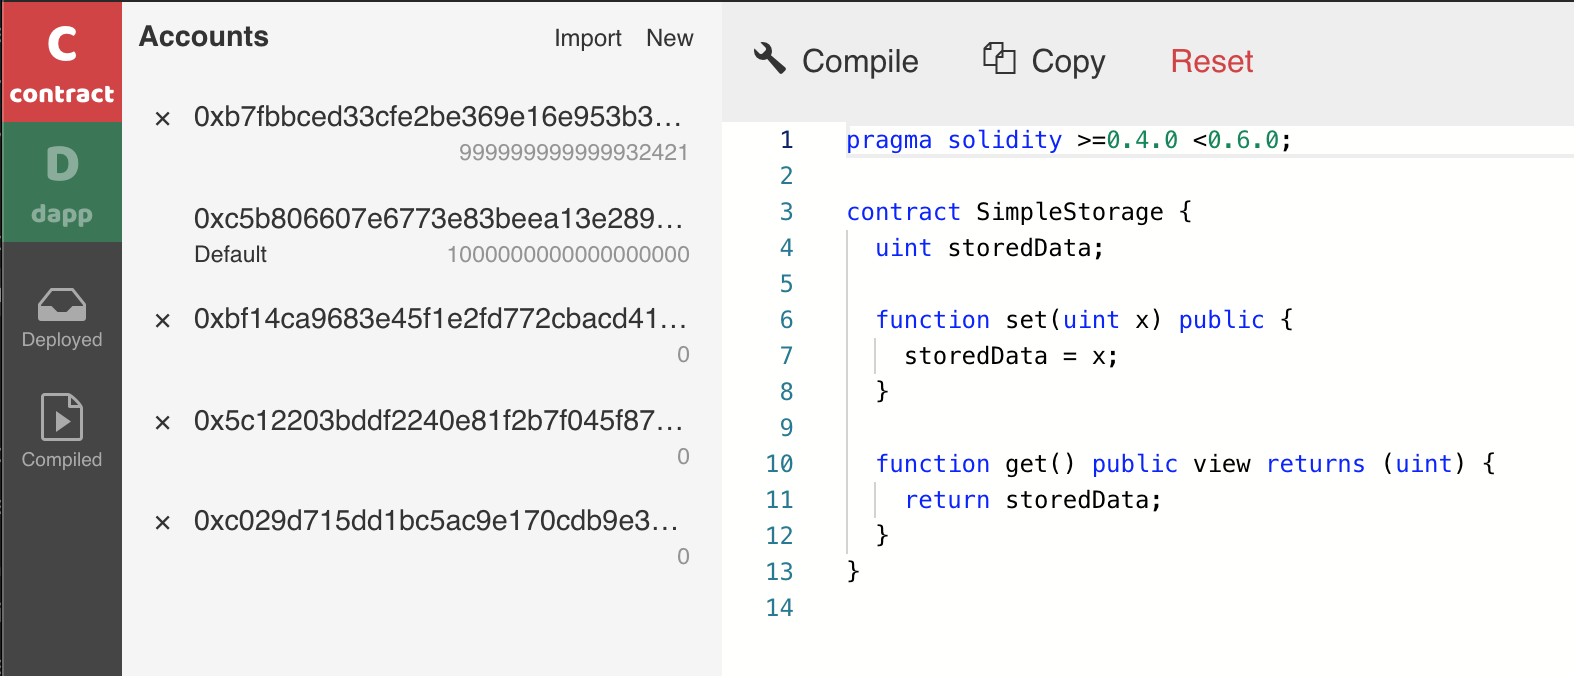 C
contract
D
dapp
Deployed
Compiled
Accounts
Import New
× 0xb7fbbced33cfe2be369e16e953b3...
999999999999932421
0xc5b806607e6773e83beea13e289...
Default 1000000000000000000
× 0xbf14ca9683e45f1e2fd772cbacd41...
0
× 0x5c12203bddf2240e81f2b7f045f87...
0
× 0xc029d715dd1bc5ac9e170cdb9e3...
0
Compile Copy Reset
1 pragma solidity >=0.4.0 <0.6.0;
2
3 contract SimpleStorage {
4   uint storedData;
5
6   function set(uint x) public {
7     storedData = x;
8   }
9
10   function get() public view returns (uint) {
11     return storedData;
12   }
13 }
14